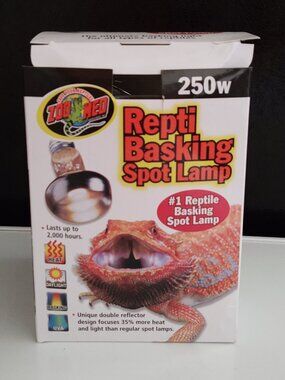 250W
ZOO MED
Repti
Basking
Spot Lamp
#1 Reptile
Basking
Spot Lamp
• Lasts up to
2,000 hours.
HEAT
DAYLIGHT
BASKING
UVA
• Unique double reflector
design focuses 35% more heat
and light than regular spot lamps.